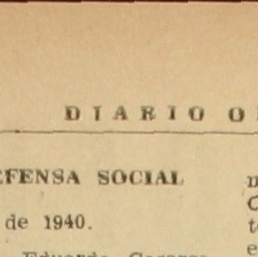 DIARIO O
EFENSA SOCIAL
de 1940.